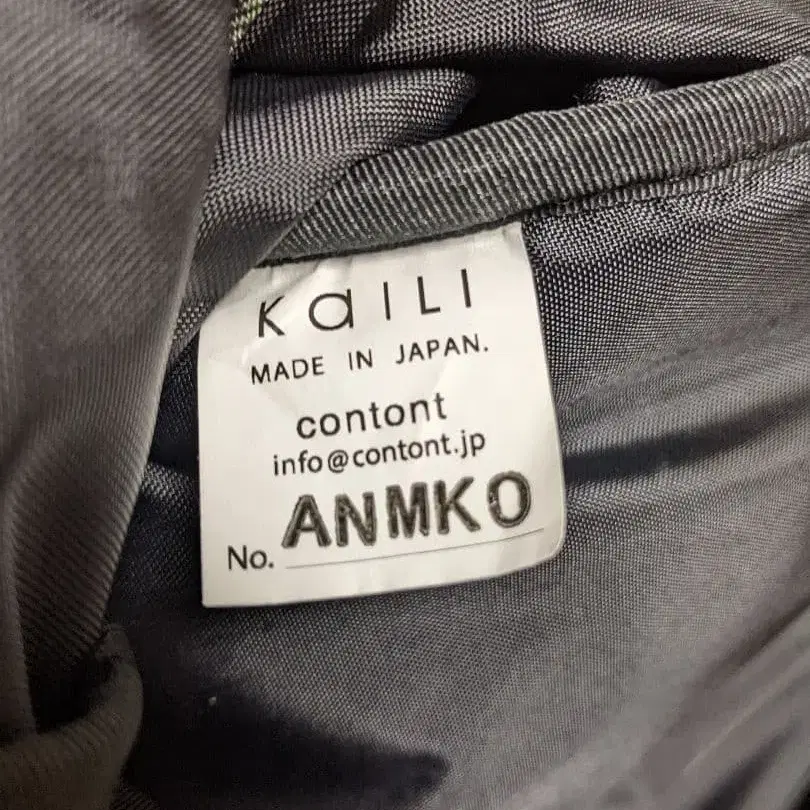 KaILI
MADE IN JAPAN.
contont
info@contont.jp
No. ANMKO